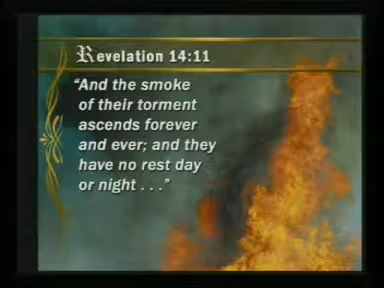 Revelation 14:11
“And the smoke
of their torment
ascends forever
and ever; and they
have no rest day
or night . . .”